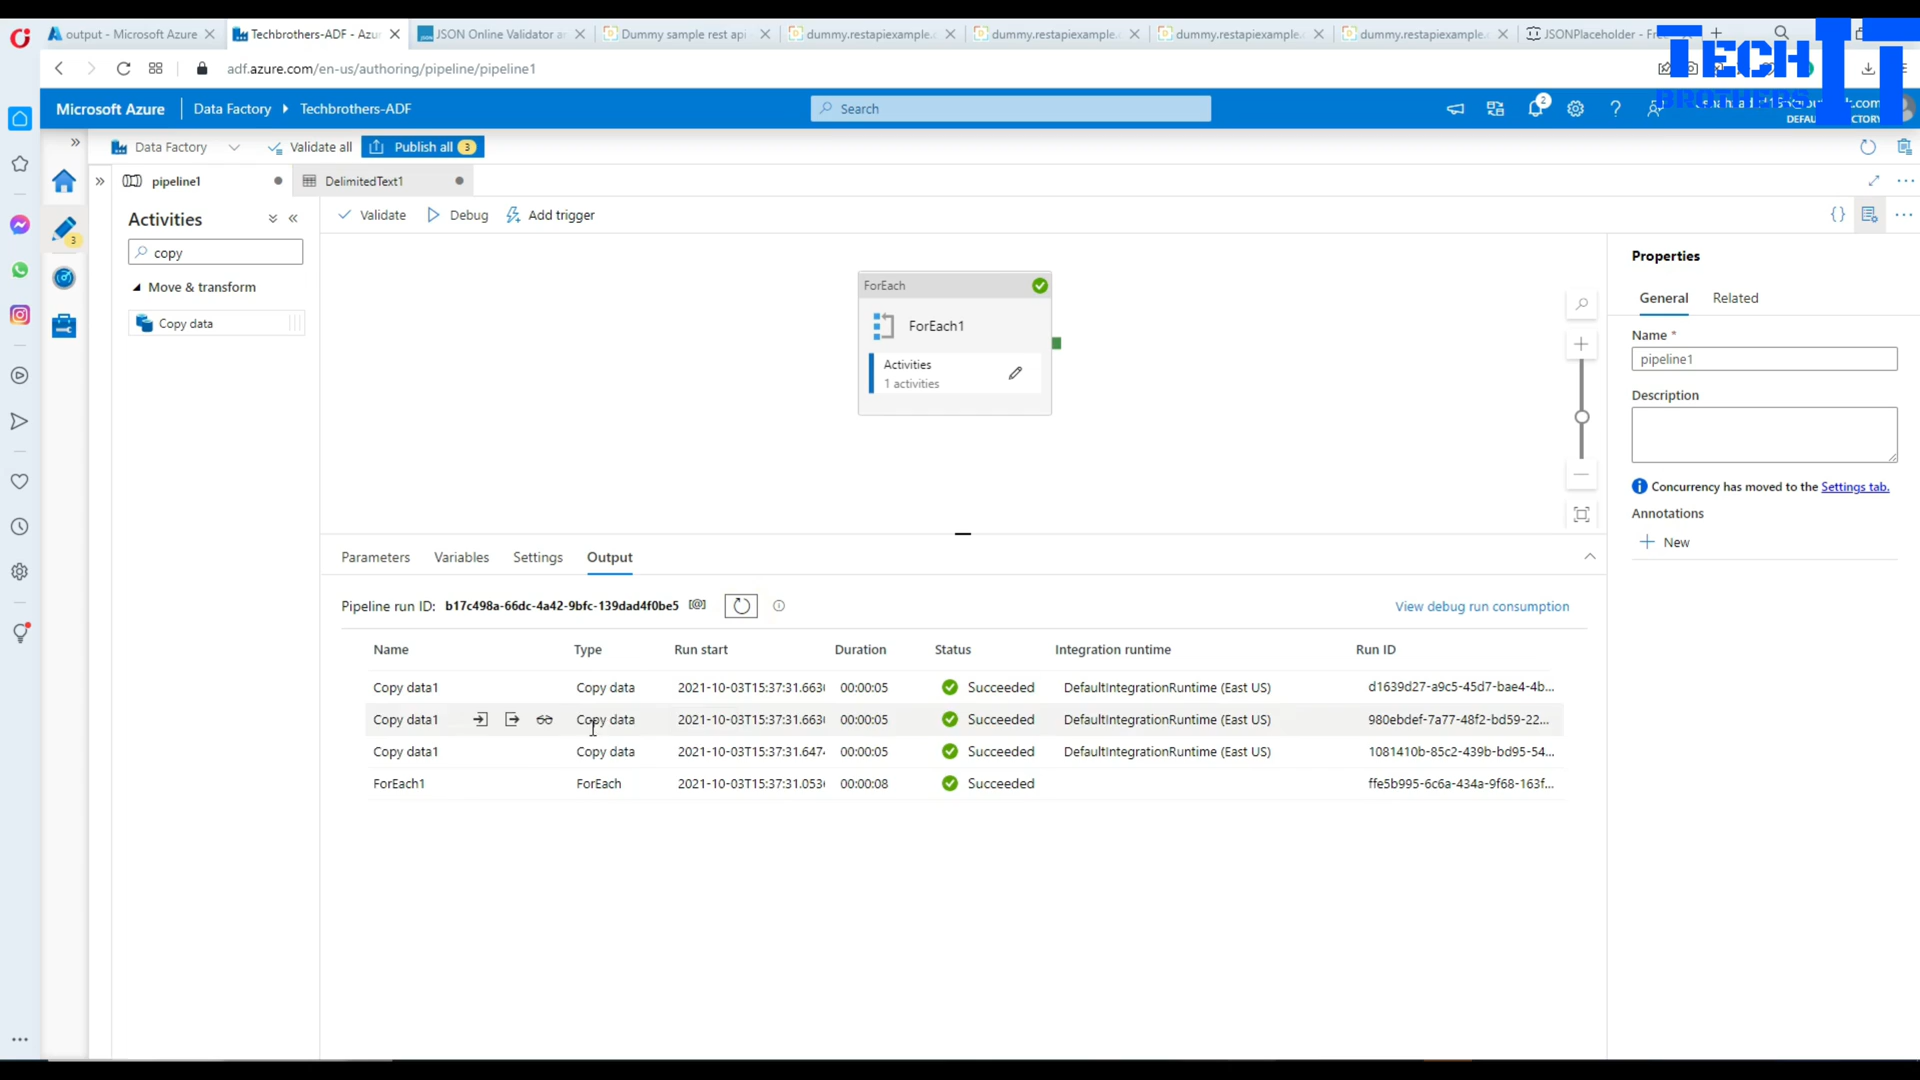 output - Microsoft Azure
Techbrothers-ADF - Azu
JSON Online Validator a
Dummy sample rest api
dummy.restapiexample.
dummy.restapiexample.
dummy.restapiexample.
dummy.restapiexample.
JSONPlaceholder - Fre
TECH IT
BROTHERS
adf.azure.com/en-us/authoring/pipeline/pipeline1
Microsoft Azure
Data Factory
Techbrothers-ADF
Search
2
Data Factory
Validate all
Publish all
3
pipeline1
DelimitedText1
3
Activities
copy
Move & transform
Copy data
Validate
Debug
Add trigger
ForEach
ForEach1
Activities
1 activities
Properties
General
Related
Name *
pipeline1
Description
Concurrency has moved to the Settings tab.
Annotations
New
Parameters
Variables
Settings
Output
Pipeline run ID: b17c498a-66dc-4a42-9bfc-139dad4f0be5 [@]
View debug run consumption
Name Type Run start Duration Status Integration runtime Run ID
Copy data1 Copy data 2021-10-03T15:37:31.663 00:00:05 Succeeded DefaultIntegrationRuntime (East US) d1639d27-a9c5-45d7-bae4-4b...
Copy data1 Copy data 2021-10-03T15:37:31.663 00:00:05 Succeeded DefaultIntegrationRuntime (East US) 980ebdef-7a77-48f2-bd59-22...
Copy data1 Copy data 2021-10-03T15:37:31.647 00:00:05 Succeeded DefaultIntegrationRuntime (East US) 1081410b-85c2-439b-bd95-54...
ForEach1 ForEach 2021-10-03T15:37:31.053 00:00:08 Succeeded ffe5b995-6c6a-434a-9f68-163f...